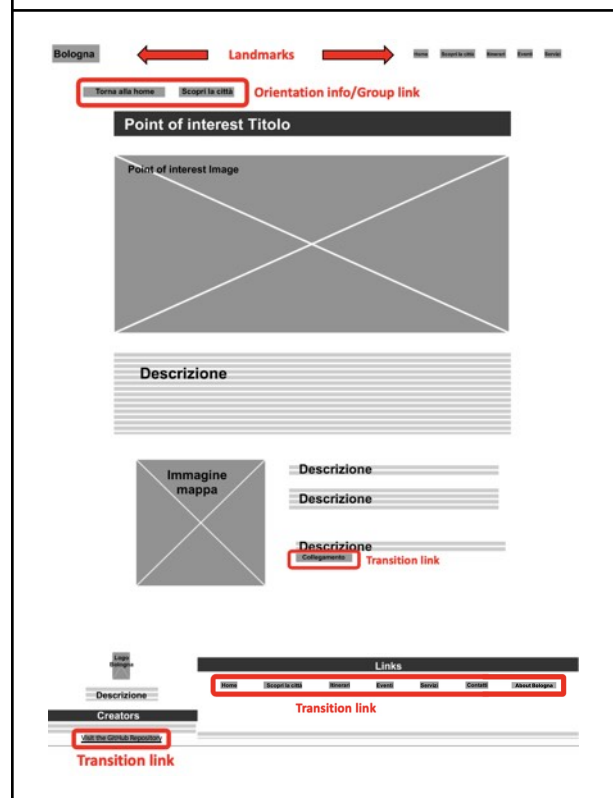 Bologna
Landmarks
Home Scopri la città Itinerari Eventi Servizi
Torna alla home Scopri la città Orientation info/Group link
Point of interest Titolo
Point of interest Image
Descrizione
Immagine
mappa
Descrizione
Descrizione
Descrizione
Collegamento Transition link
Logo
Bologna
Descrizione
Creators
Visit the GitHub Repository
Transition link
Links
Home Scopri la città Itinerari Eventi Servizi Contatti About Bologna
Transition link